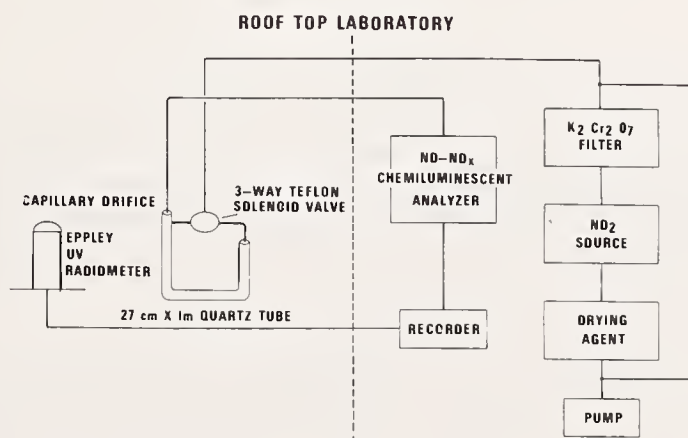 ROOF TOP LABORATORY
K2 Cr2 O7
FILTER
NO–NOx
CHEMILUMINESCENT
ANALYZER
3-WAY TEFLON
SOLENOID VALVE
CAPILLARY ORIFICE
EPPLEY
UV
RADIOMETER
NO2
SOURCE
27 cm X 1m QUARTZ TUBE
RECORDER
DRYING
AGENT
PUMP